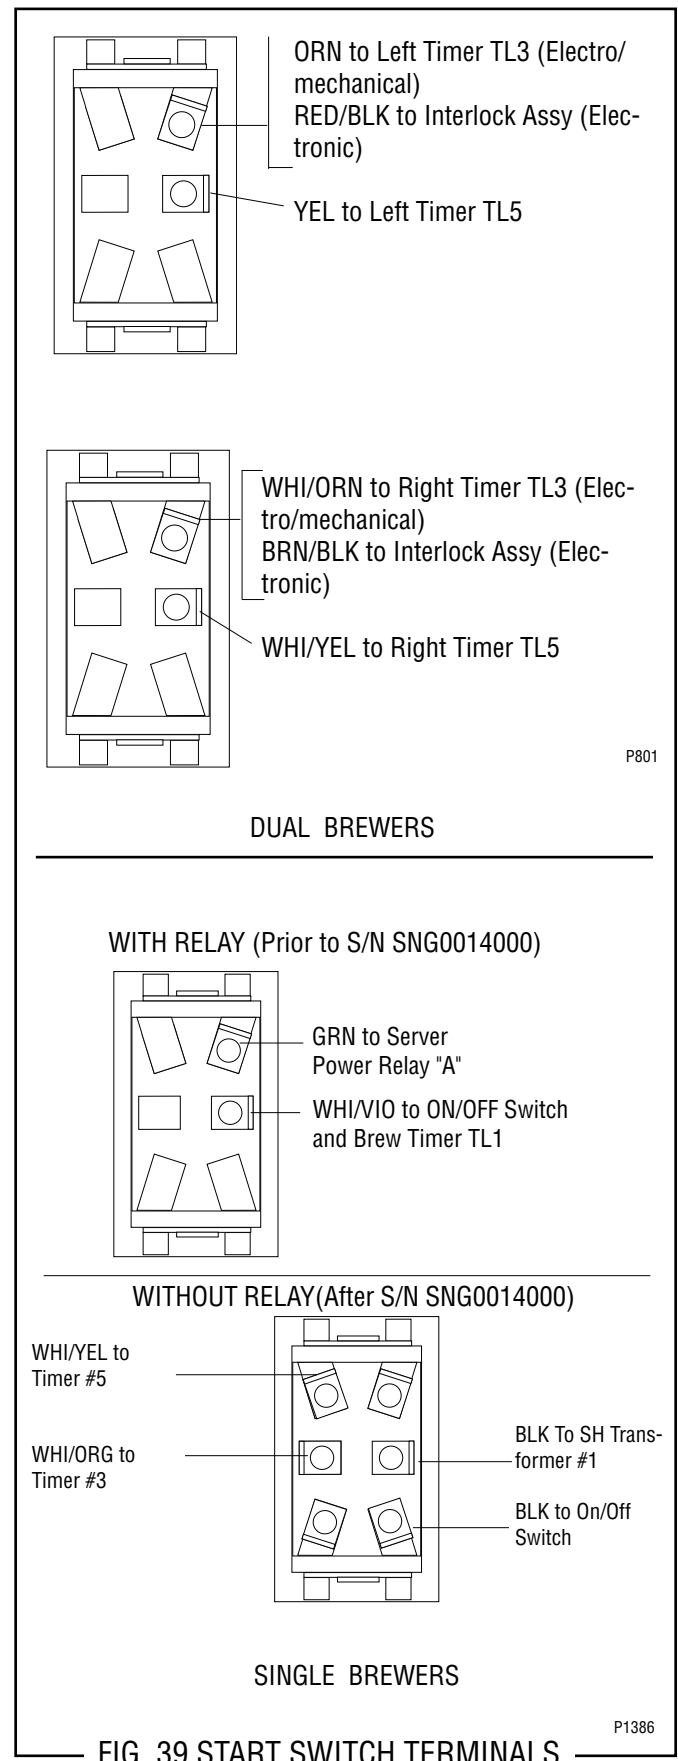 ORN to Left Timer TL3 (Electro/
mechanical)
RED/BLK to Interlock Assy (Elec-
tronic)
YEL to Left Timer TL5
WHI/ORN to Right Timer TL3 (Elec-
tro/mechanical)
BRN/BLK to Interlock Assy (Elec-
tronic)
WHI/YEL to Right Timer TL5
P801
DUAL BREWERS
WITH RELAY (Prior to S/N SNG0014000)
GRN to Server
Power Relay "A"
WHI/VIO to ON/OFF Switch
and Brew Timer TL1
WITHOUT RELAY(After S/N SNG0014000)
WHI/YEL to
Timer #5
WHI/ORG to
Timer #3
BLK To SH Trans-
former #1
BLK to On/Off
Switch
SINGLE BREWERS
P1386
FIG. 39 START SWITCH TERMINALS